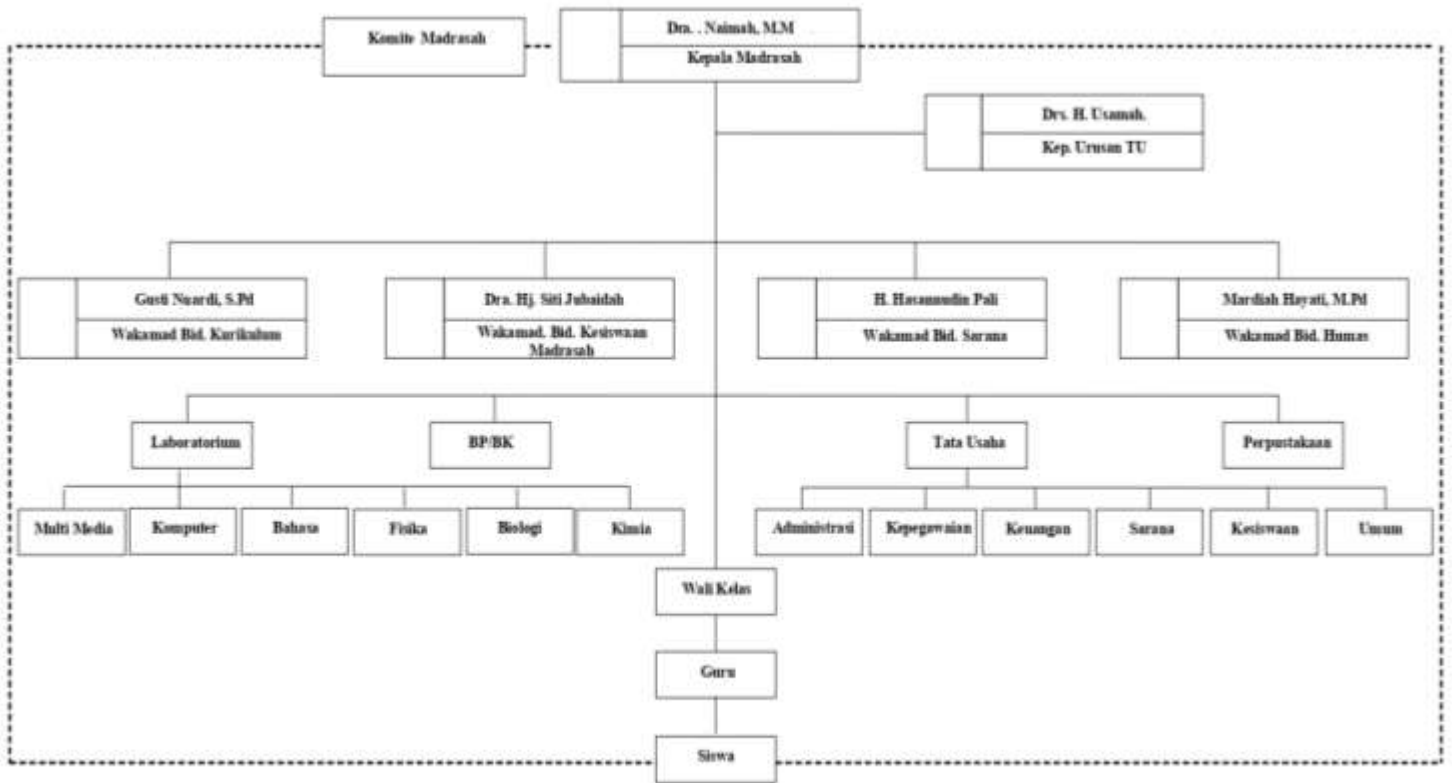 Komite Madrasah
Dra. . Naimah, M.M
Kepala Madrasah
Drs. H. Usamah.
Kep. Urusan TU
Gusti Nuardi, S.Pd
Wakamad Bid. Kurikulum
Dra. Hj. Siti Jubaidah
Wakamad. Bid. Kesiswaan
Madrasah
H. Hasannudin Pali
Wakamad Bid. Sarana
Mardiah Hayati, M.Pd
Wakamad Bid. Humas
Laboratorium
BP/BK
Tata Usaha
Perpustakaan
Multi Media
Komputer
Bahasa
Fisika
Biologi
Kimia
Administrasi
Kepegawaian
Keuangan
Sarana
Kesiswaan
Umum
Wali Kelas
Guru
Siswa